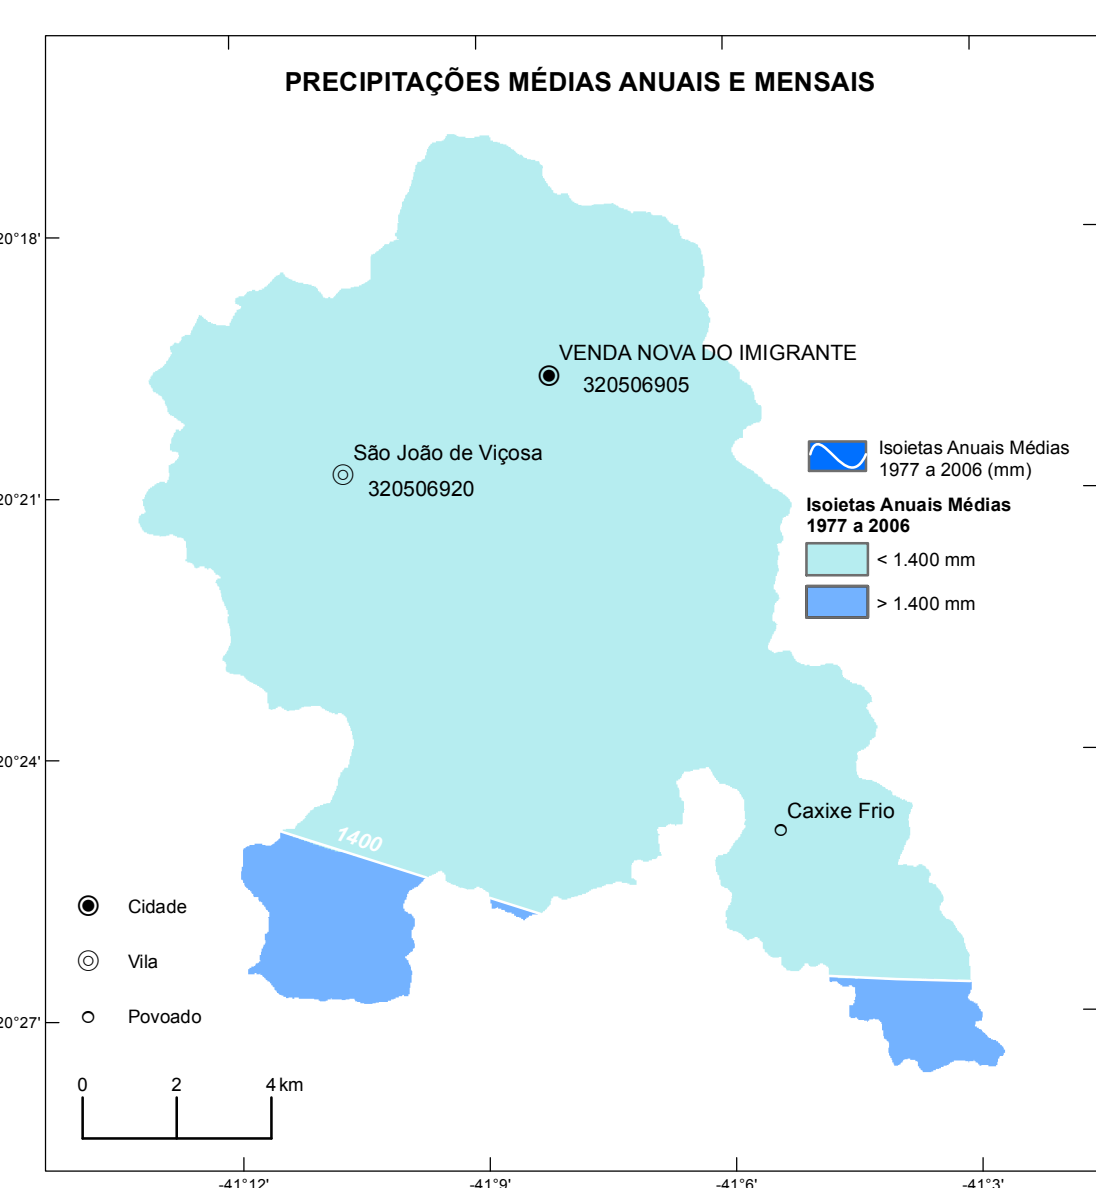 PRECIPITAÇÕES MÉDIAS ANUAIS E MENSAIS
20°18'
VENDA NOVA DO IMIGRANTE
320506905
São João de Viçosa
320506920
20°21'
Isoietas Anuais Médias
1977 a 2006 (mm)
Isoietas Anuais Médias
1977 a 2006
< 1.400 mm
> 1.400 mm
20°24'
Caxixe Frio
1400
Cidade
Vila
Povoado
20°27'
0 2 4 km
-41°12' -41°9' -41°6' -41°3'